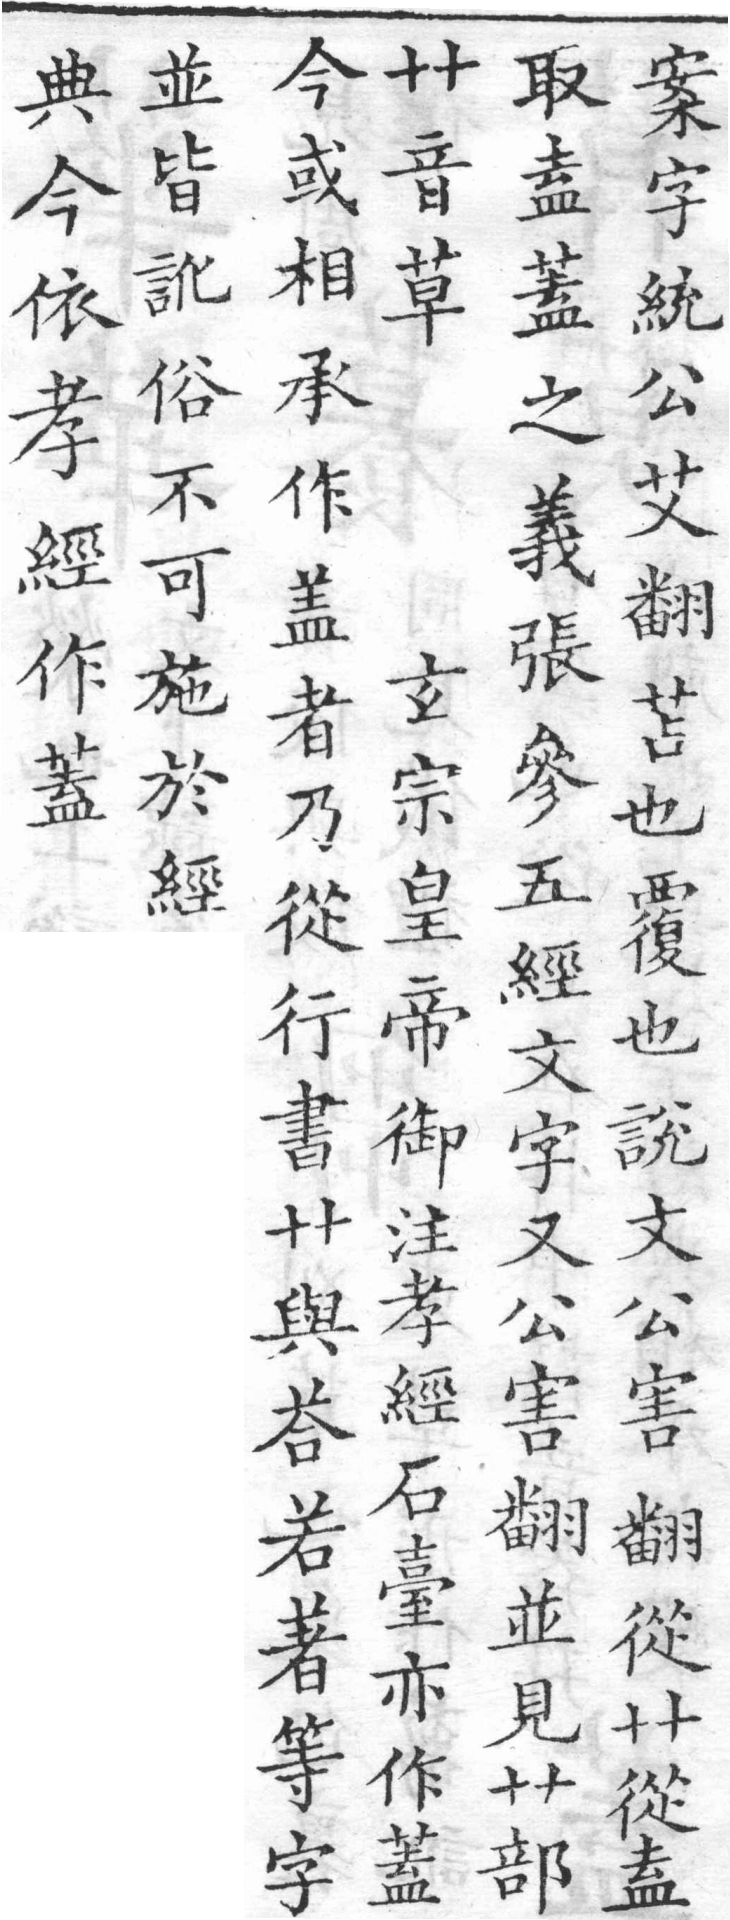 案字統公艾翻苫也覆也説文公害翻從艹從盍
取盍蓋之義張參五經文字又公害翻並見艹部
艹音草　玄宗皇帝御注孝經石臺亦作蓋
今或相承作盖者乃從行書艹與荅若著等字
並皆訛俗不可施於經
典今依孝經作蓋